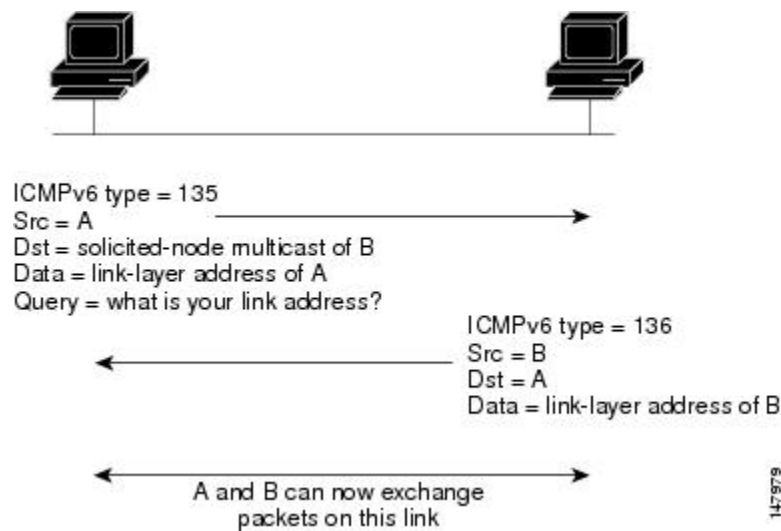 ICMPv6 type = 135
Src = A
Dst = solicited-node multicast of B
Data = link-layer address of A
Query = what is your link address?
ICMPv6 type = 136
Src = B
Dst = A
Data = link-layer address of B
A and B can now exchange
packets on this link
147979